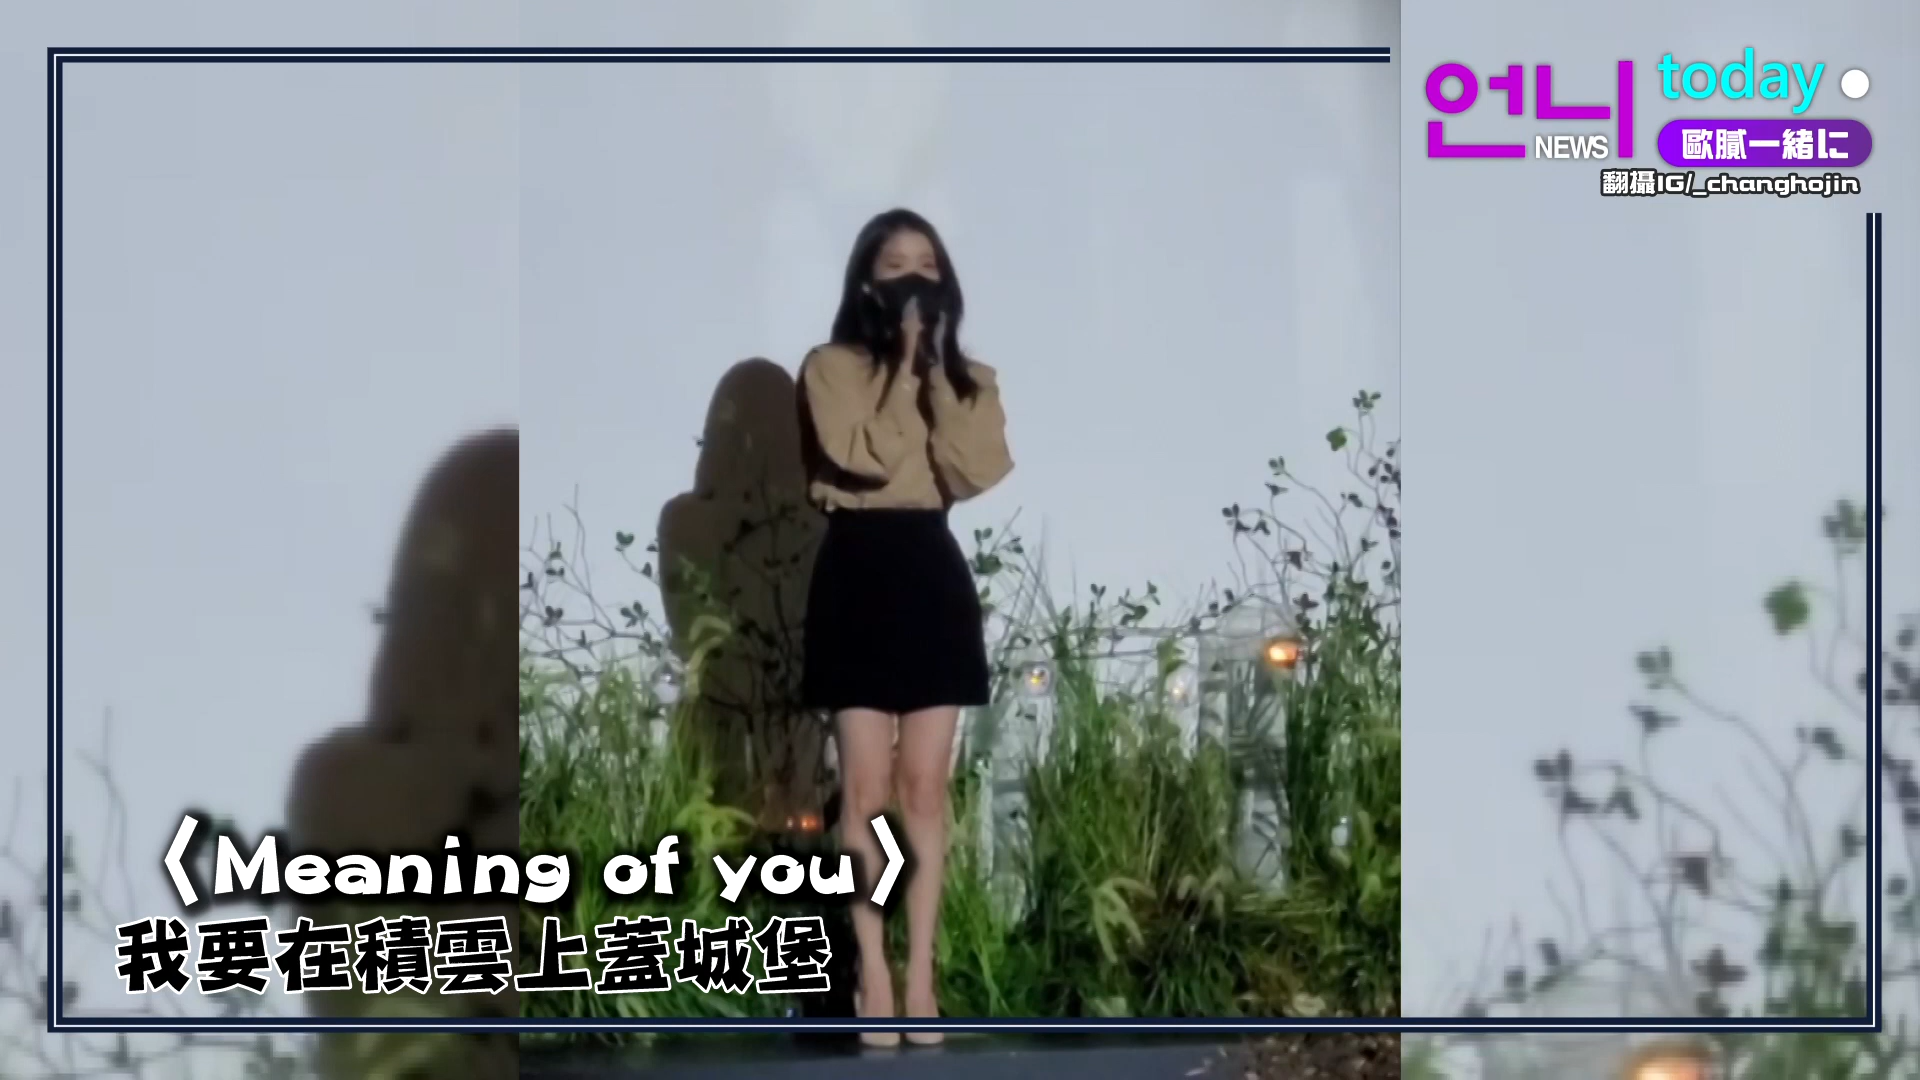 언니 today
NEWS
歐膩一緒に
翻攝IG/_changhojin
〈Meaning of you〉
我要在積雲上蓋城堡